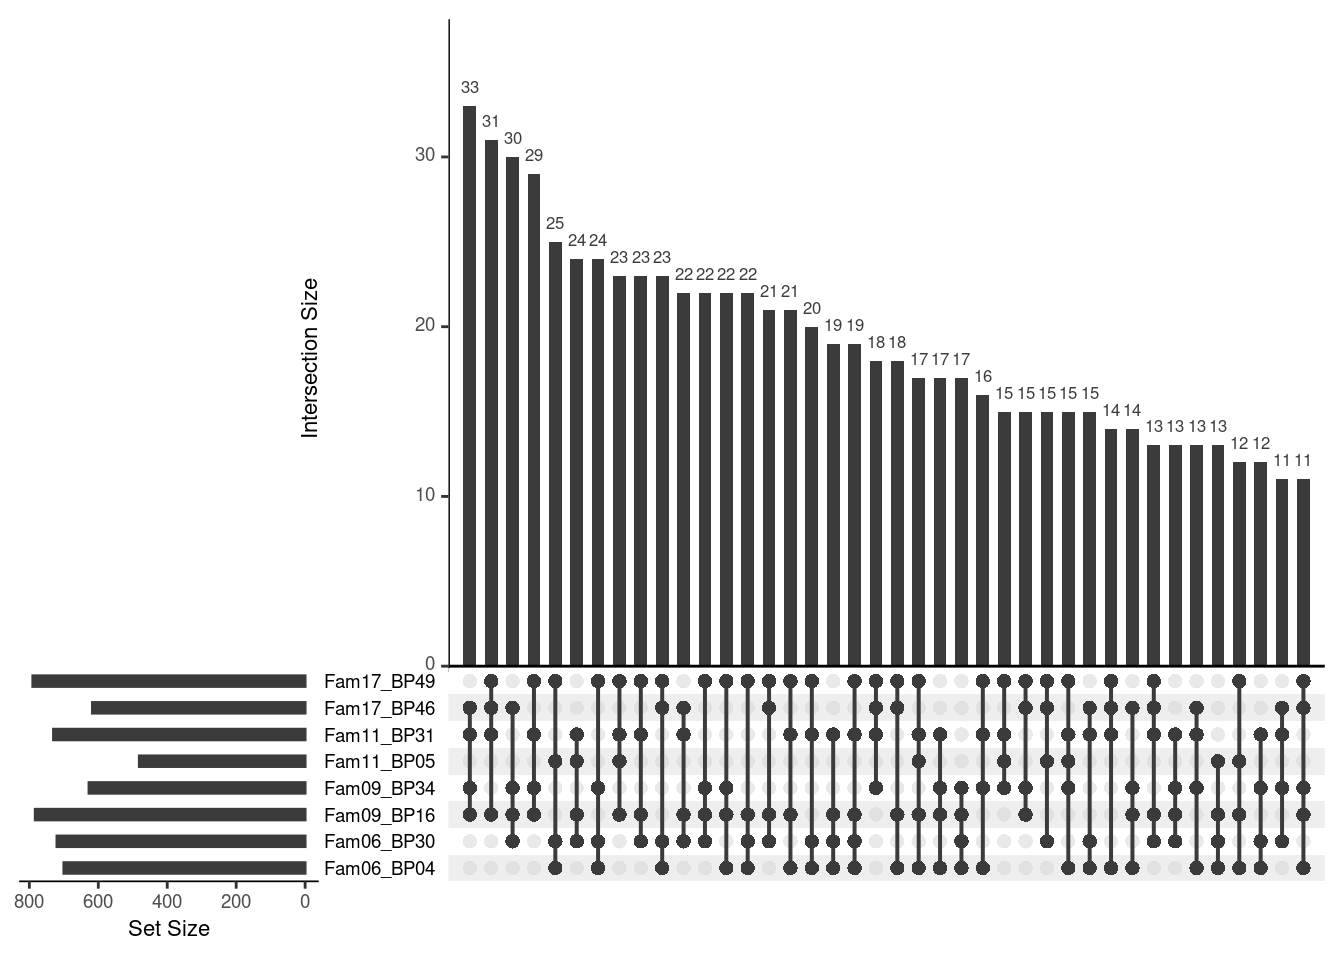 33
31
30
29
25
24 24
23 23 23
22 22 22 22
21 21
20
19 19
18 18
17 17 17
16
15 15 15 15 15
14 14
13 13 13 13
12 12
11 11
30
20
10
0
Intersection Size
Fam17_BP49
Fam17_BP46
Fam11_BP31
Fam11_BP05
Fam09_BP34
Fam09_BP16
Fam06_BP30
Fam06_BP04
800 600 400 200 0
Set Size